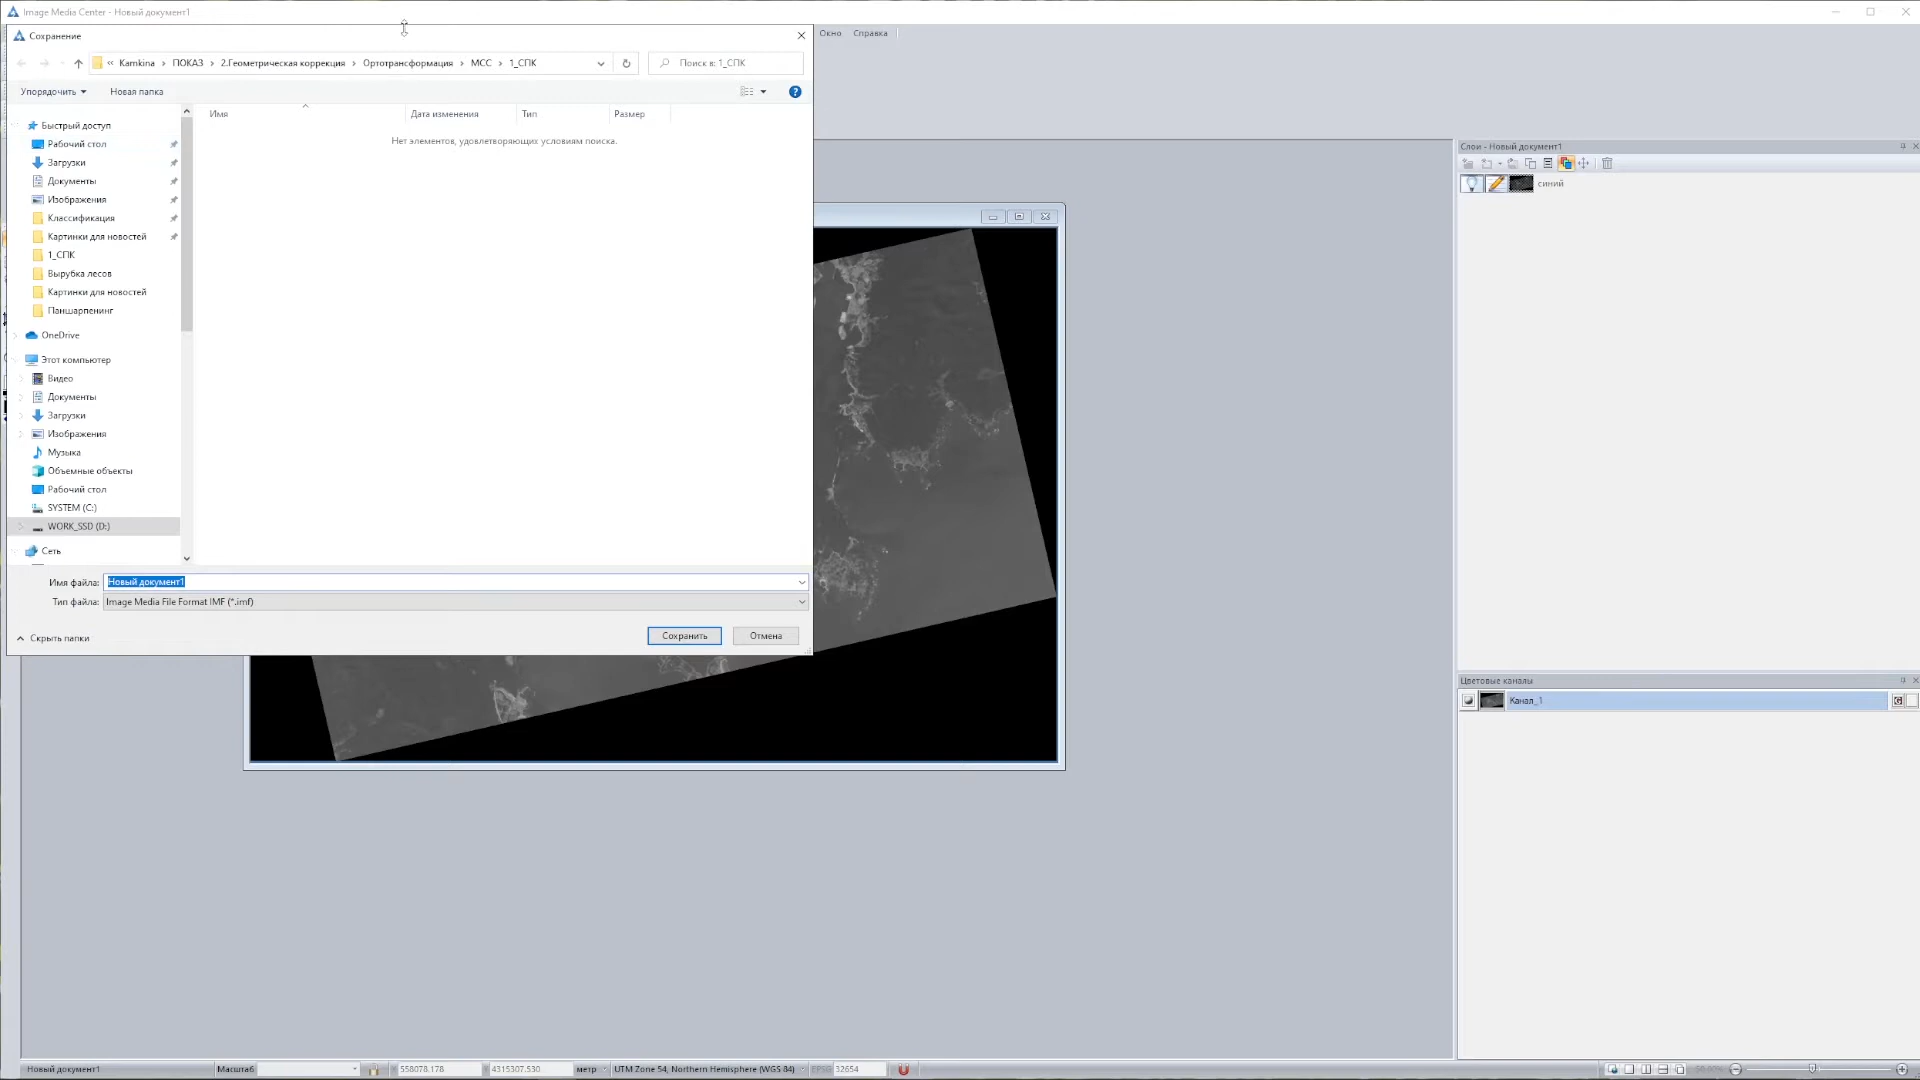 Image Media Center - Новый документ1
Сохранение
Окно
Справка
« Kamkina › ПОКАЗ › 2.Геометрическая коррекция › Ортотрансформация › МСС › 1_СПК
Поиск в: 1_СПК
Упорядочить
Новая папка
Имя
Дата изменения
Тип
Размер
Нет элементов, удовлетворяющих условиям поиска.
Быстрый доступ
Рабочий стол
Загрузки
Документы
Изображения
Классификация
Картинки для новостей
1_СПК
Вырубка лесов
Картинки для новостей
Паншарпенинг
OneDrive
Этот компьютер
Видео
Документы
Загрузки
Изображения
Музыка
Объемные объекты
Рабочий стол
SYSTEM (C:)
WORK_SSD (D:)
Сеть
Имя файла: Новый документ1
Тип файла: Image Media File Format IMF (*.imf)
Скрыть папки
Сохранить
Отмена
Слои - Новый документ1
синий
Цветовые каналы
Канал_1
G
Новый документ1
Масштаб
558078.178
4315307.530
метр
UTM Zone 54, Northern Hemisphere (WGS 84)
EPSG
32654